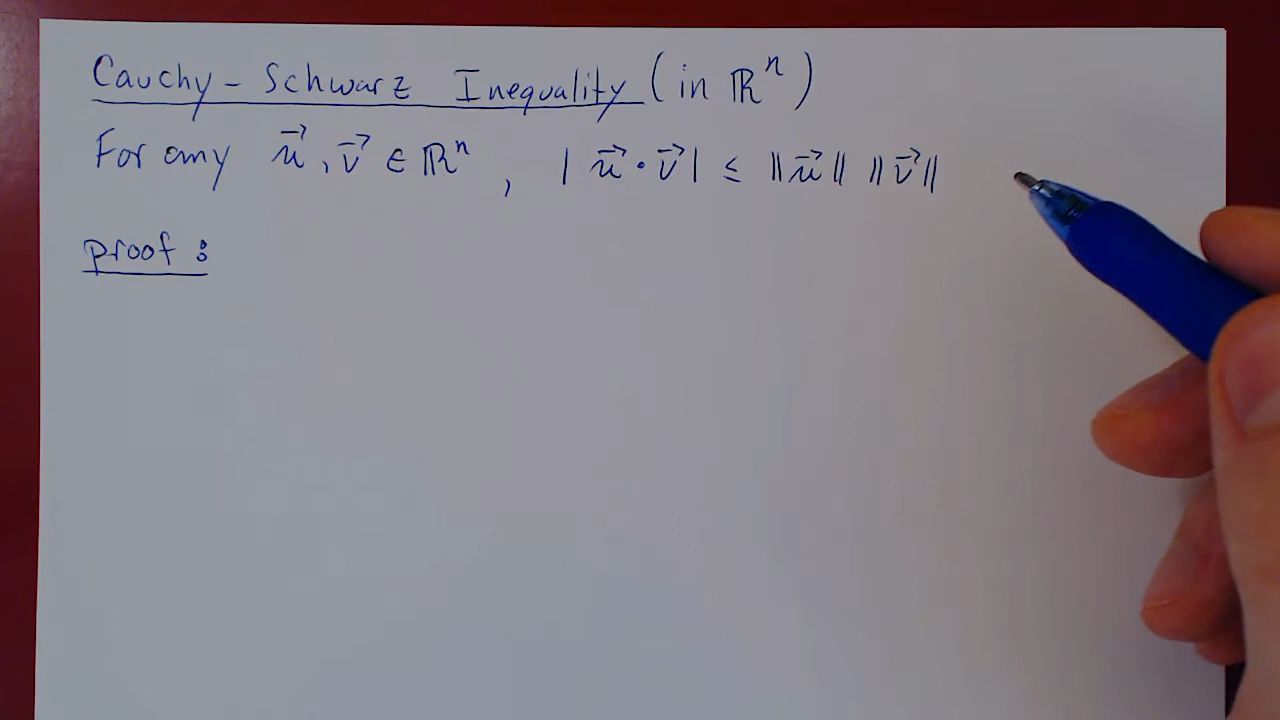 Cauchy - Schwarz Inequality (in ℝⁿ)
For any u⃗, v⃗ ∈ ℝⁿ, | u⃗ · v⃗ | ≤ ‖u⃗‖ ‖v⃗‖
proof :